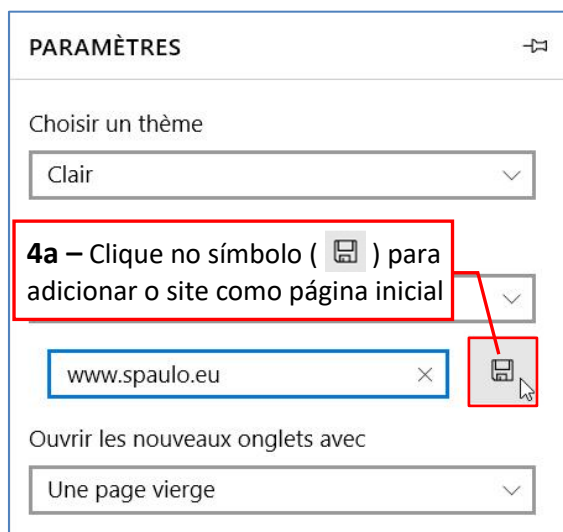 PARAMÈTRES
Choisir un thème
Clair
4a – Clique no símbolo ( ) para
adicionar o site como página inicial
www.spaulo.eu
Ouvrir les nouveaux onglets avec
Une page vierge